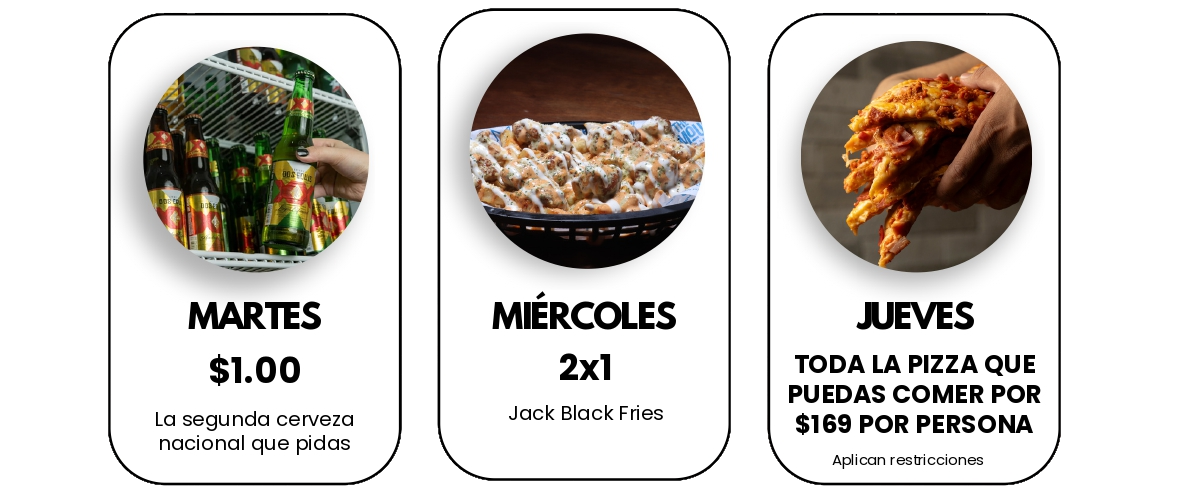 MARTES
$1.00
La segunda cerveza
nacional que pidas
MIÉRCOLES
2x1
Jack Black Fries
JUEVES
TODA LA PIZZA QUE
PUEDAS COMER POR
$169 POR PERSONA
Aplican restricciones